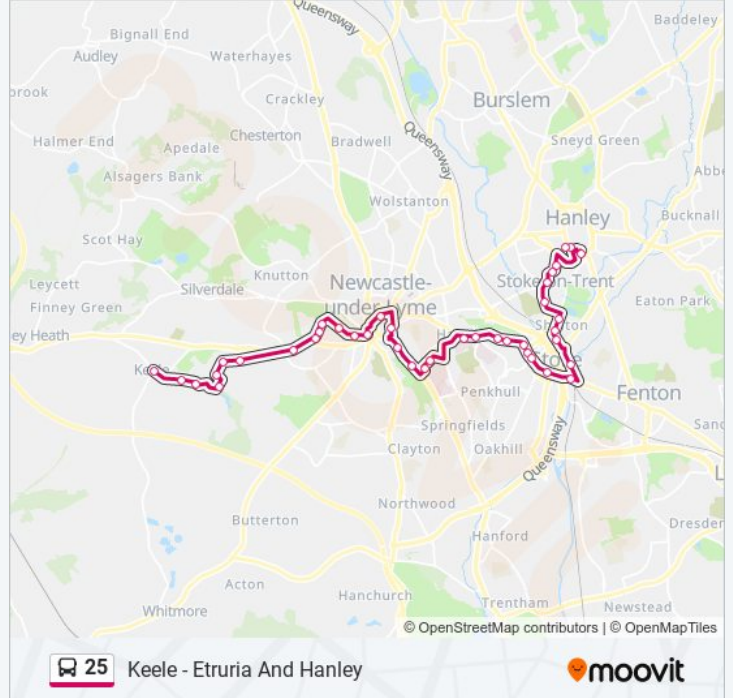 Queensway
Baddeley
Bignall End
Audley
Waterhayes
brook
Crackley
Burslem
Chesterton
Bradwell
Queensway
Sneyd Green
Halmer End
Apedale
Alsagers Bank
Abbe
Wolstanton
Hanley
Bucknall
Scot Hay
Knutton
Newcastle-
under-Lyme
Stoke-on-Trent
Leycett
Silverdale
Finney Green
Eaton Park
ey Heath
Stoke
Keele
Penkhull
Fenton
Springfields
Sand
Clayton
Oakhill
Queensway
L
Northwood
Butterton
Hanford
Dresden
Acton
Hanchurch
Trentham
Newstead
Whitmore
© OpenStreetMap contributors | © OpenMapTiles
25 Keele - Etruria And Hanley
moovit